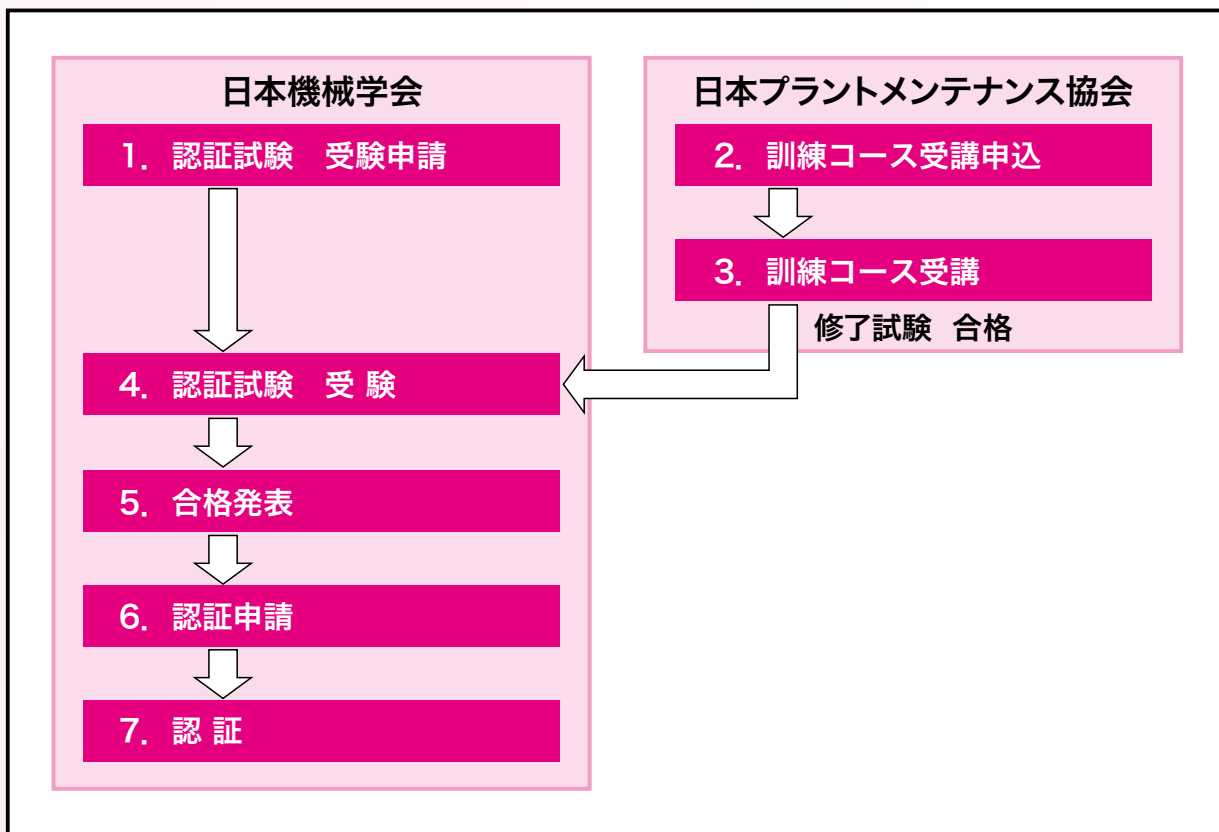 日本機械学会
1．認証試験　受験申請
4．認証試験　受 験
5．合格発表
6．認証申請
7．認 証
日本プラントメンテナンス協会
2．訓練コース受講申込
3．訓練コース受講
修了試験 合格